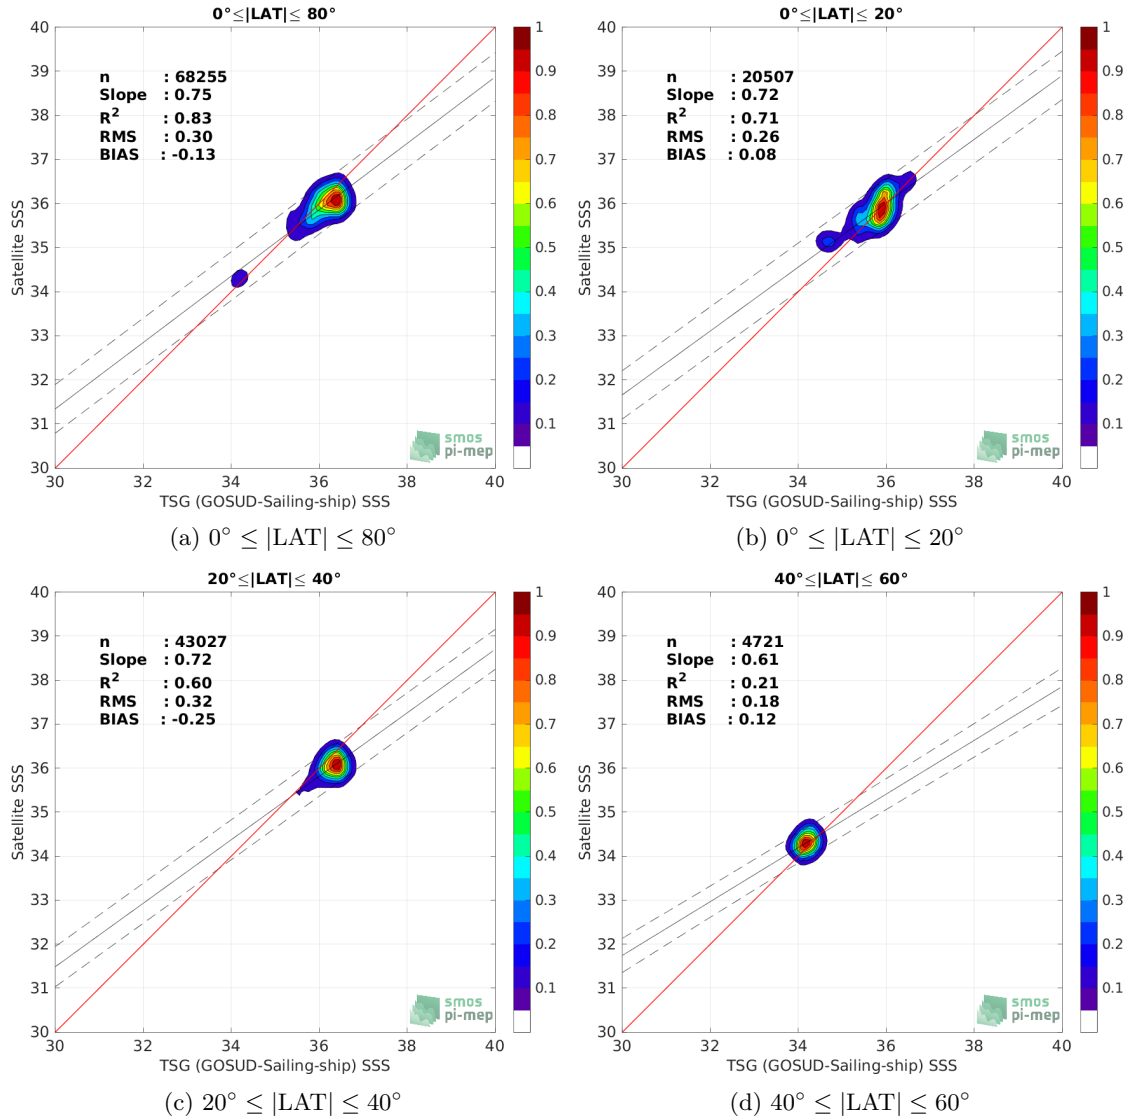 0°≤|LAT|≤ 80°
40
39
38
37
36
35
34
33
32
31
30
Satellite SSS
n : 68255
Slope : 0.75
R² : 0.83
RMS : 0.30
BIAS : -0.13
smos
pi-mep
30 32 34 36 38 40
TSG (GOSUD-Sailing-ship) SSS
1
0.9
0.8
0.7
0.6
0.5
0.4
0.3
0.2
0.1
(a) 0° ≤ |LAT| ≤ 80°
0°≤|LAT|≤ 20°
40
39
38
37
36
35
34
33
32
31
30
Satellite SSS
n : 20507
Slope : 0.72
R² : 0.71
RMS : 0.26
BIAS : 0.08
smos
pi-mep
30 32 34 36 38 40
TSG (GOSUD-Sailing-ship) SSS
1
0.9
0.8
0.7
0.6
0.5
0.4
0.3
0.2
0.1
(b) 0° ≤ |LAT| ≤ 20°
20°≤|LAT|≤ 40°
40
39
38
37
36
35
34
33
32
31
30
Satellite SSS
n : 43027
Slope : 0.72
R² : 0.60
RMS : 0.32
BIAS : -0.25
smos
pi-mep
30 32 34 36 38 40
TSG (GOSUD-Sailing-ship) SSS
1
0.9
0.8
0.7
0.6
0.5
0.4
0.3
0.2
0.1
(c) 20° ≤ |LAT| ≤ 40°
40°≤|LAT|≤ 60°
40
39
38
37
36
35
34
33
32
31
30
Satellite SSS
n : 4721
Slope : 0.61
R² : 0.21
RMS : 0.18
BIAS : 0.12
smos
pi-mep
30 32 34 36 38 40
TSG (GOSUD-Sailing-ship) SSS
1
0.9
0.8
0.7
0.6
0.5
0.4
0.3
0.2
0.1
(d) 40° ≤ |LAT| ≤ 60°